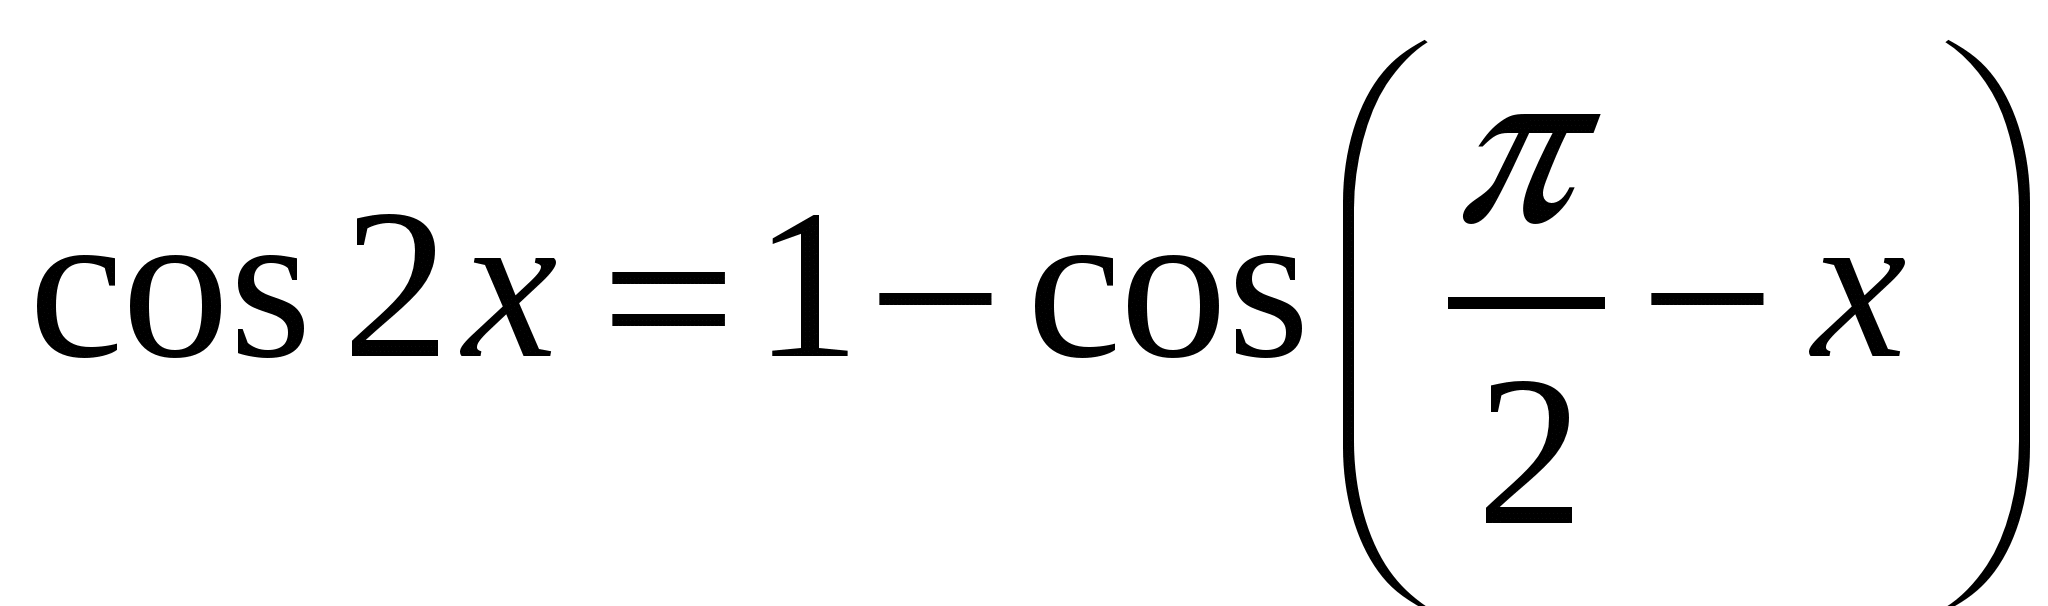 cos 2x = 1 − cos(π/2 − x)